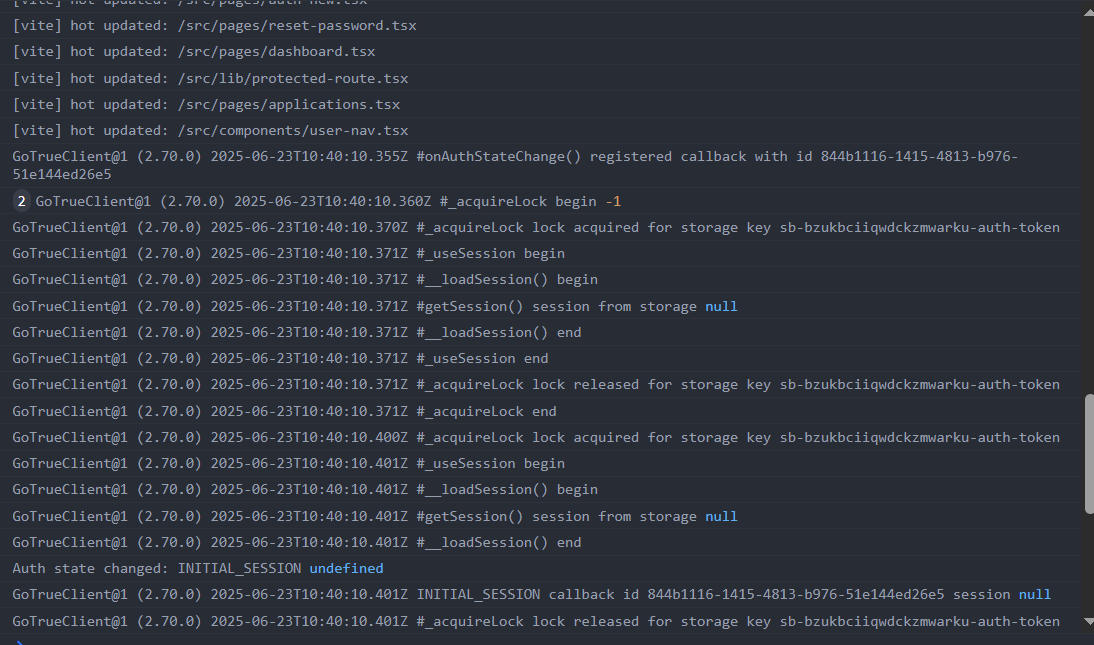 [vite] hot updated: /src/pages/auth-new.tsx
[vite] hot updated: /src/pages/reset-password.tsx
[vite] hot updated: /src/pages/dashboard.tsx
[vite] hot updated: /src/lib/protected-route.tsx
[vite] hot updated: /src/pages/applications.tsx
[vite] hot updated: /src/components/user-nav.tsx
GoTrueClient@1 (2.70.0) 2025-06-23T10:40:10.355Z #onAuthStateChange() registered callback with id 844b1116-1415-4813-b976-
51e144ed26e5
2 GoTrueClient@1 (2.70.0) 2025-06-23T10:40:10.360Z #_acquireLock begin -1
GoTrueClient@1 (2.70.0) 2025-06-23T10:40:10.370Z #_acquireLock lock acquired for storage key sb-bzukbciiqwdckzmwarku-auth-token
GoTrueClient@1 (2.70.0) 2025-06-23T10:40:10.371Z #_useSession begin
GoTrueClient@1 (2.70.0) 2025-06-23T10:40:10.371Z #__loadSession() begin
GoTrueClient@1 (2.70.0) 2025-06-23T10:40:10.371Z #getSession() session from storage null
GoTrueClient@1 (2.70.0) 2025-06-23T10:40:10.371Z #__loadSession() end
GoTrueClient@1 (2.70.0) 2025-06-23T10:40:10.371Z #_useSession end
GoTrueClient@1 (2.70.0) 2025-06-23T10:40:10.371Z #_acquireLock lock released for storage key sb-bzukbciiqwdckzmwarku-auth-token
GoTrueClient@1 (2.70.0) 2025-06-23T10:40:10.371Z #_acquireLock end
GoTrueClient@1 (2.70.0) 2025-06-23T10:40:10.400Z #_acquireLock lock acquired for storage key sb-bzukbciiqwdckzmwarku-auth-token
GoTrueClient@1 (2.70.0) 2025-06-23T10:40:10.401Z #_useSession begin
GoTrueClient@1 (2.70.0) 2025-06-23T10:40:10.401Z #__loadSession() begin
GoTrueClient@1 (2.70.0) 2025-06-23T10:40:10.401Z #getSession() session from storage null
GoTrueClient@1 (2.70.0) 2025-06-23T10:40:10.401Z #__loadSession() end
Auth state changed: INITIAL_SESSION undefined
GoTrueClient@1 (2.70.0) 2025-06-23T10:40:10.401Z INITIAL_SESSION callback id 844b1116-1415-4813-b976-51e144ed26e5 session null
GoTrueClient@1 (2.70.0) 2025-06-23T10:40:10.401Z #_acquireLock lock released for storage key sb-bzukbciiqwdckzmwarku-auth-token